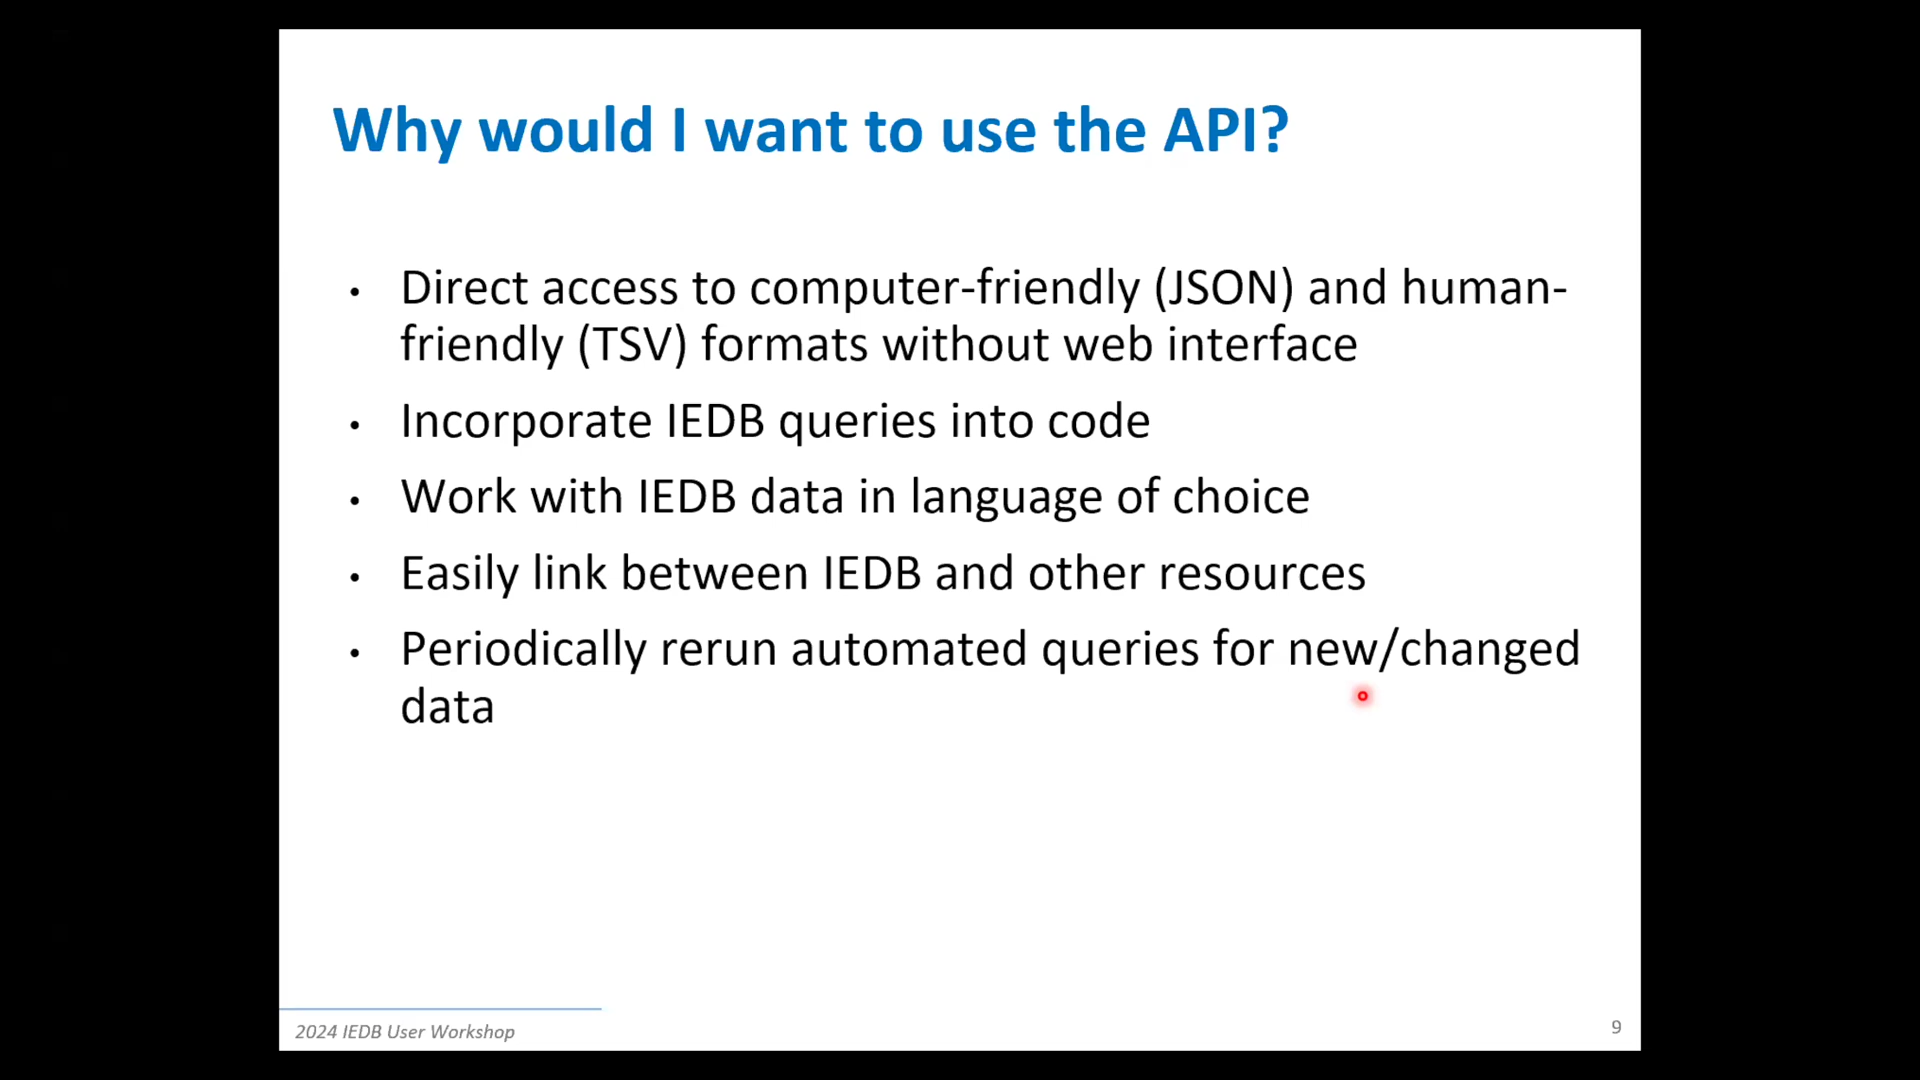 Why would I want to use the API?
• Direct access to computer-friendly (JSON) and human-
friendly (TSV) formats without web interface
• Incorporate IEDB queries into code
• Work with IEDB data in language of choice
• Easily link between IEDB and other resources
• Periodically rerun automated queries for new/changed
data
2024 IEDB User Workshop
9